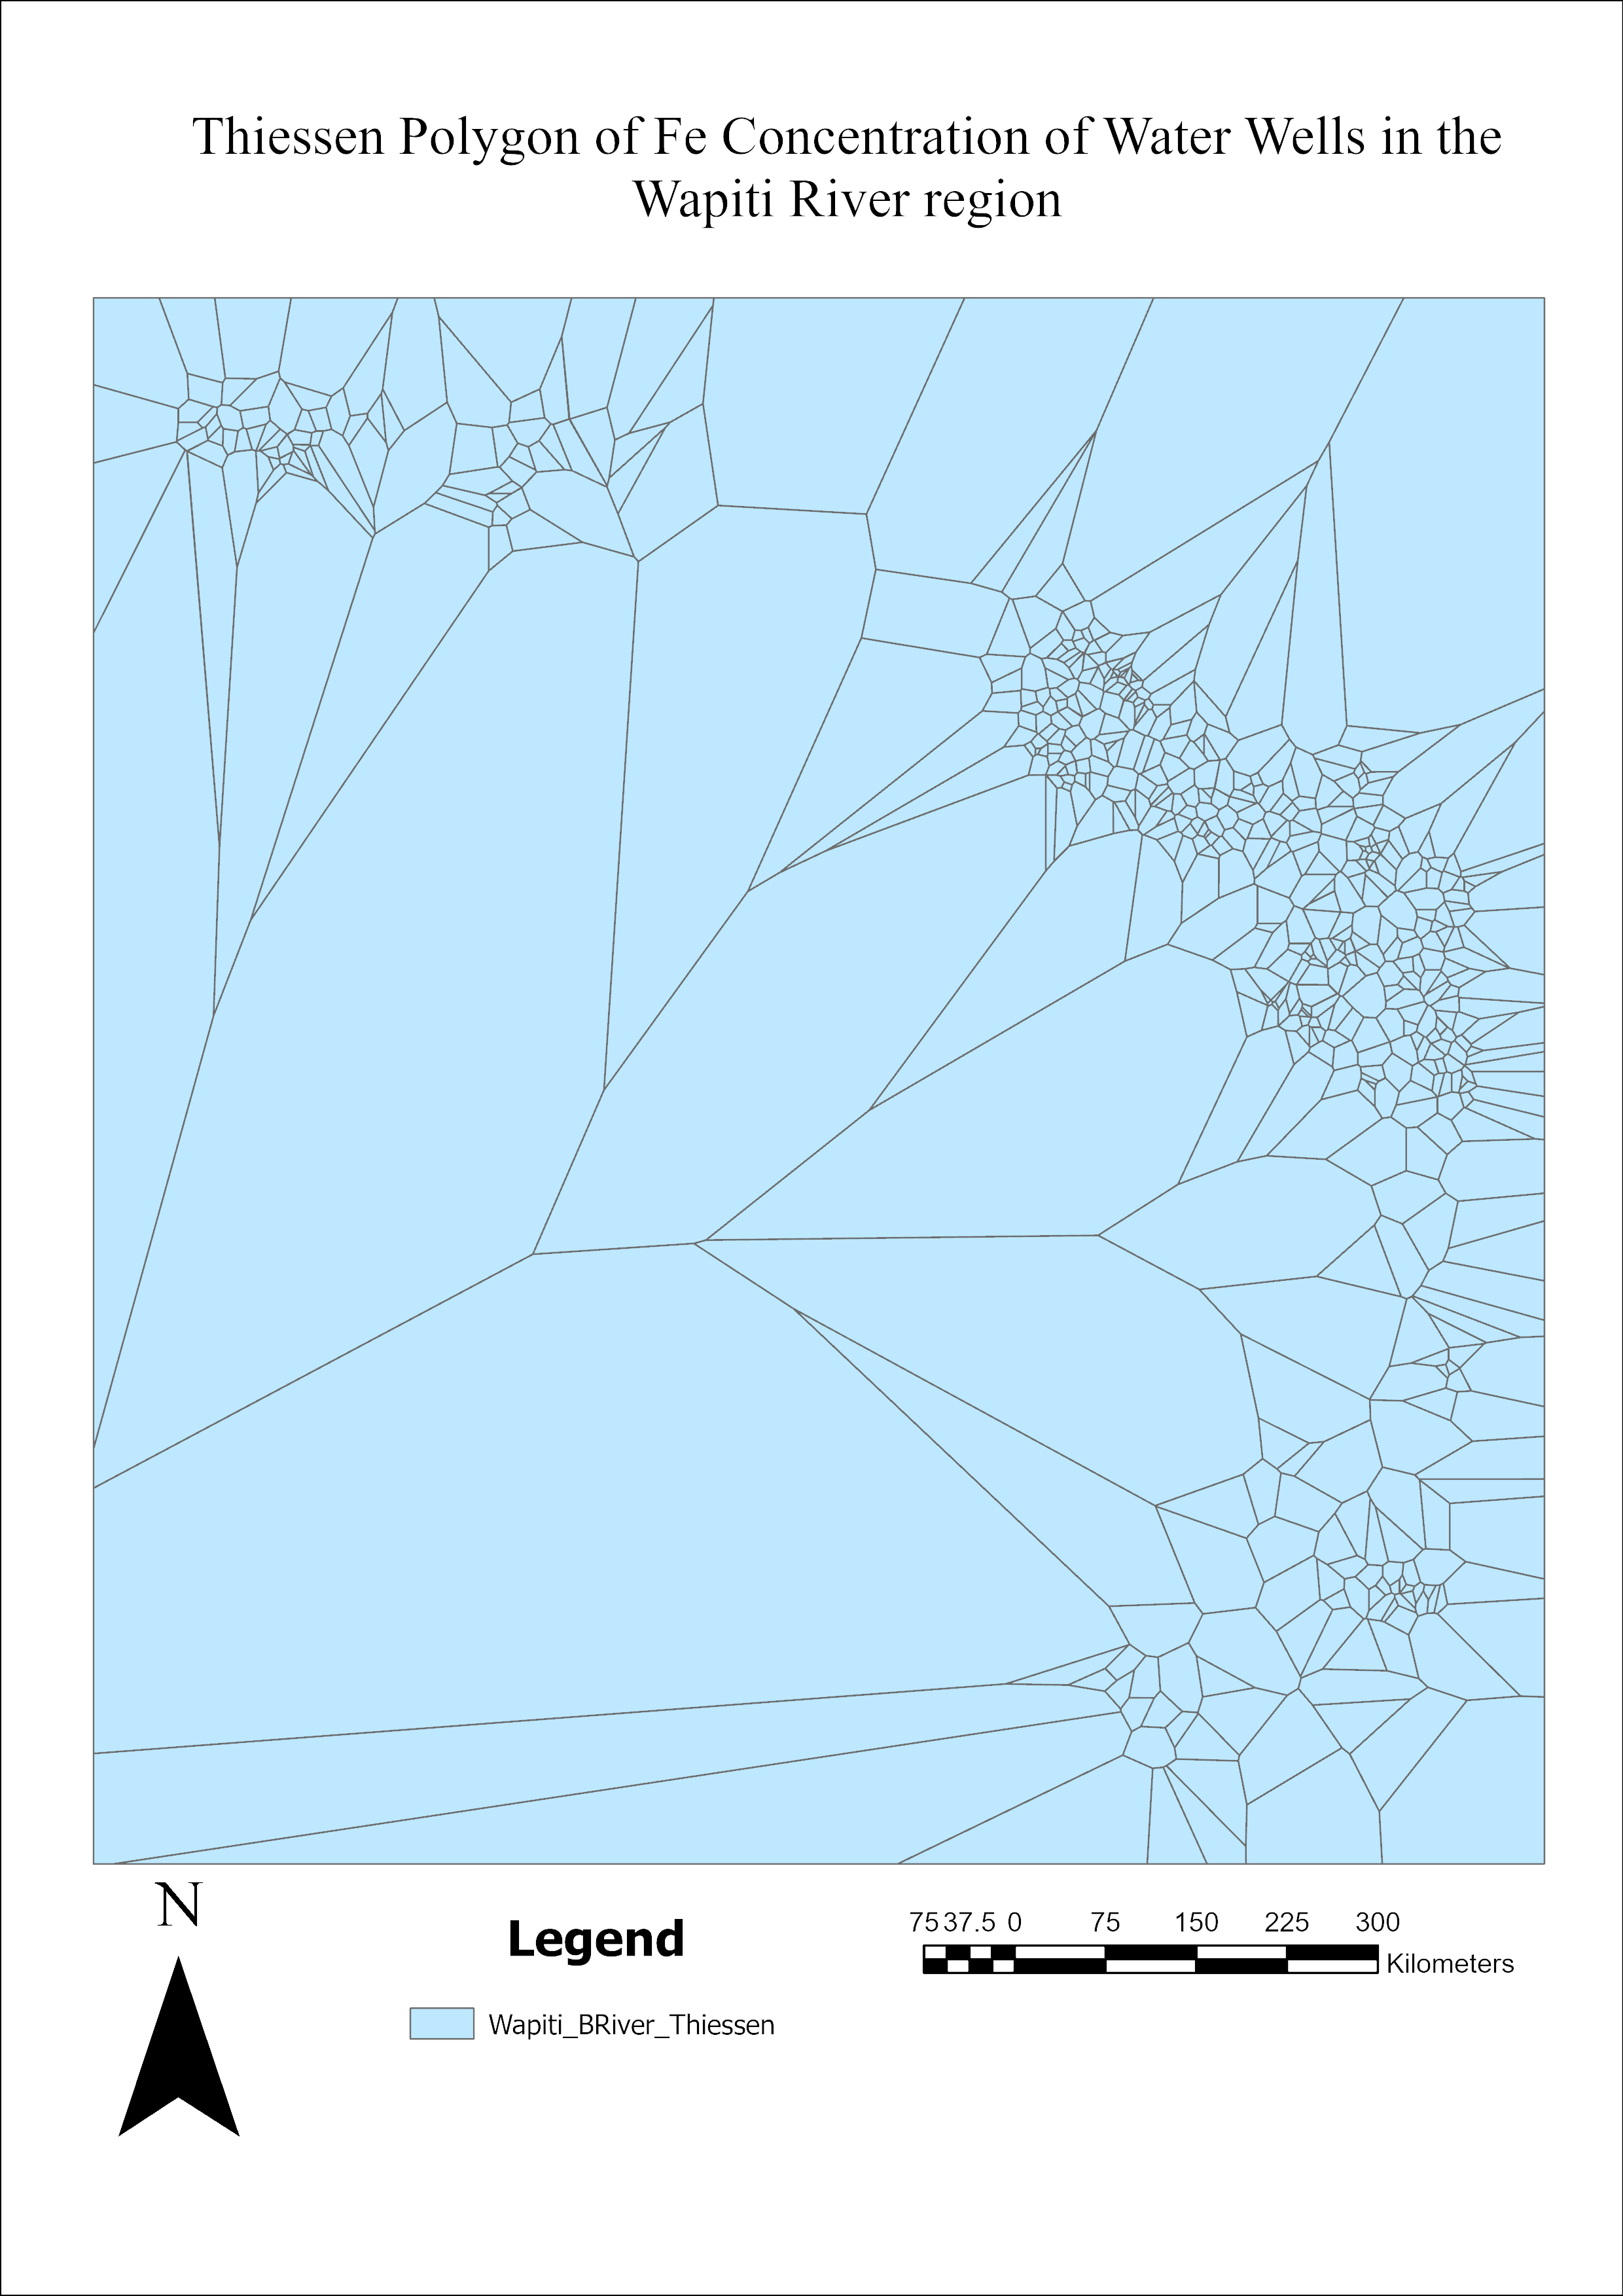 Thiessen Polygon of Fe Concentration of Water Wells in the
Wapiti River region
N
Legend
Wapiti_BRiver_Thiessen
75 37.5 0 75 150 225 300
Kilometers